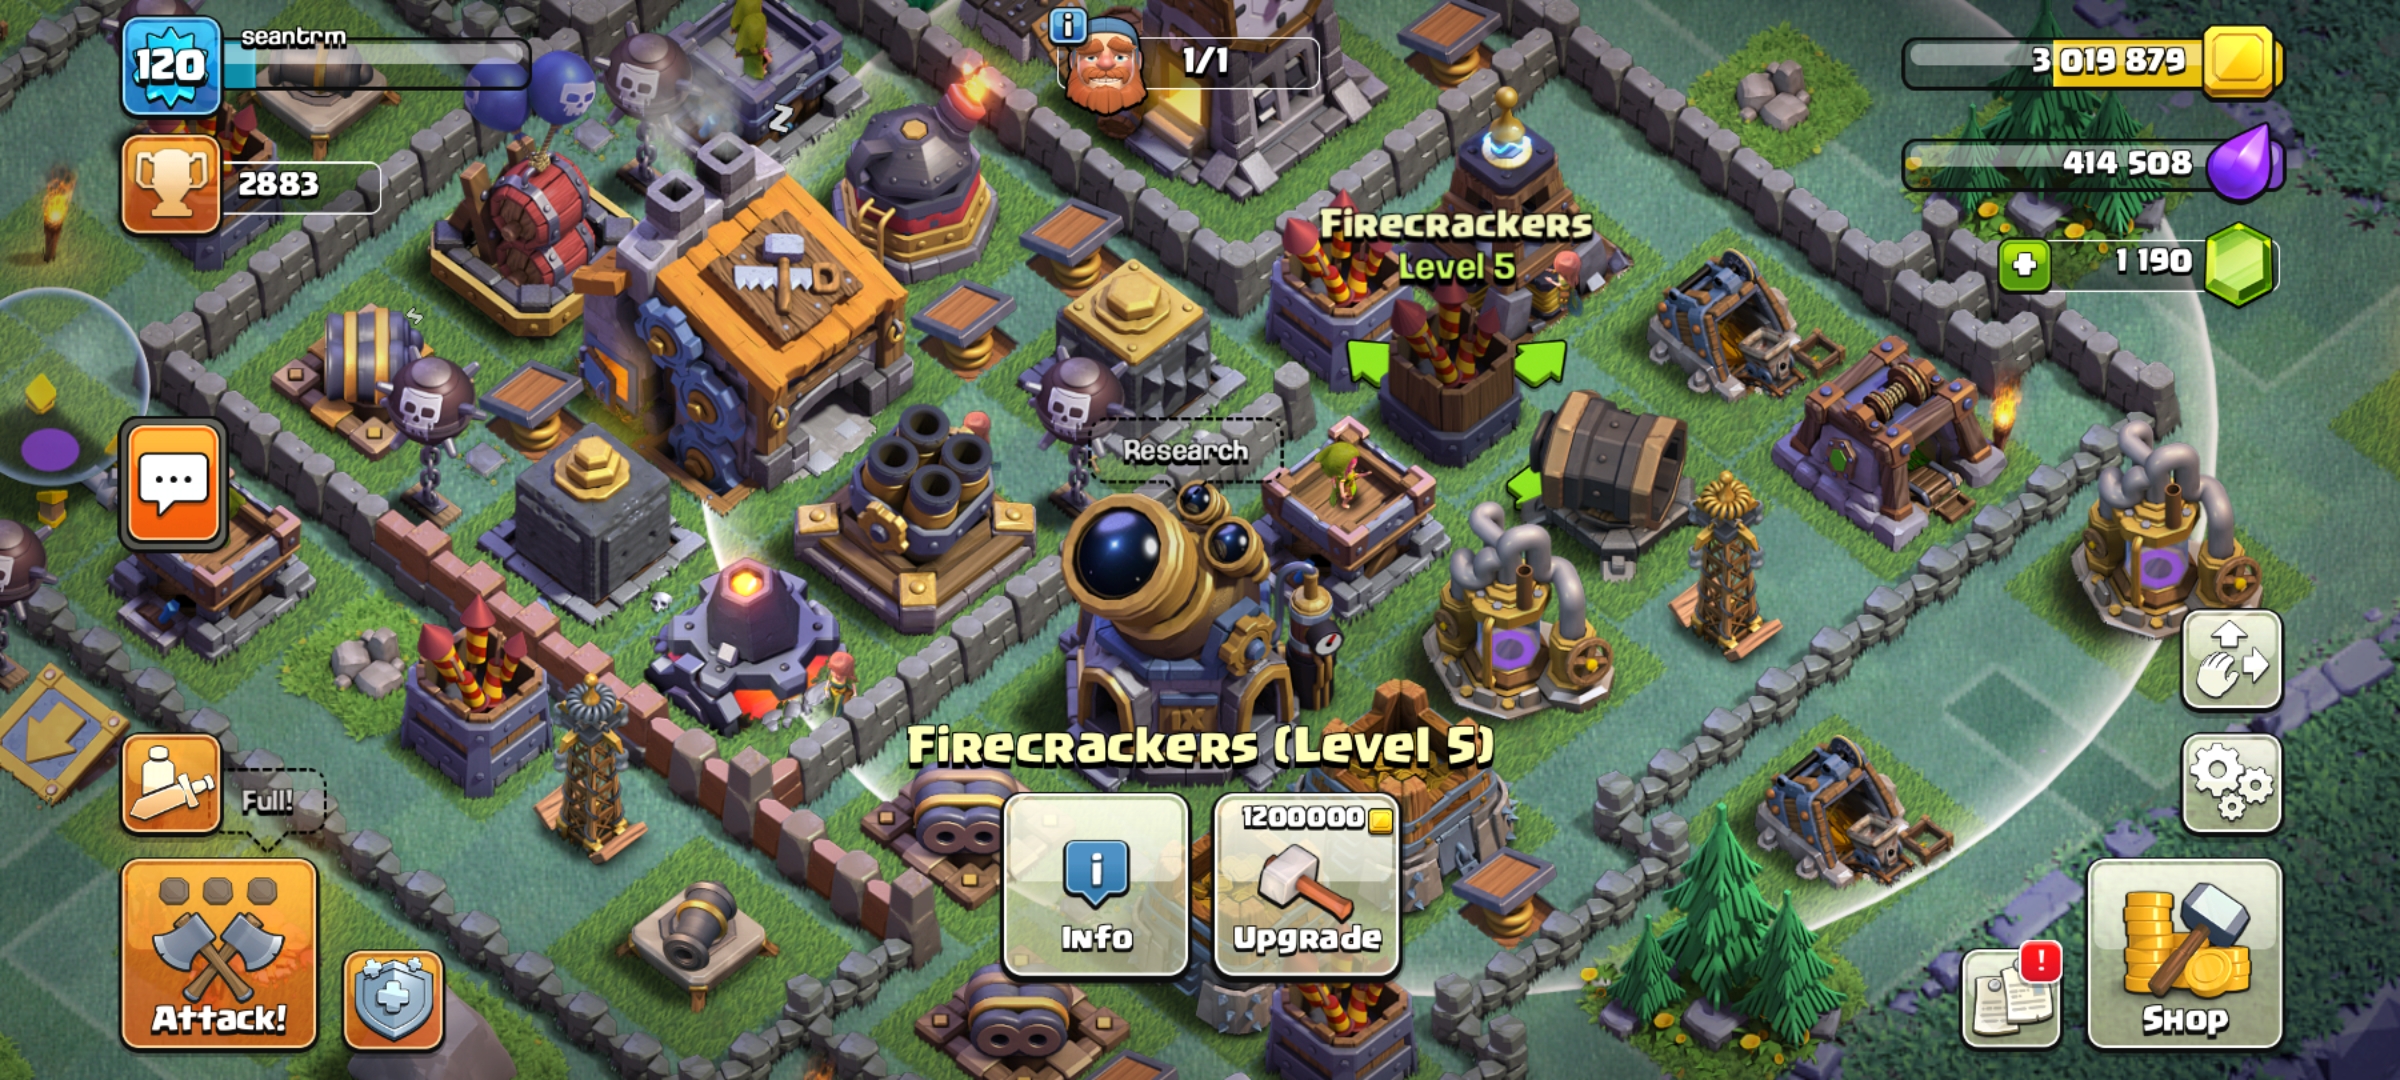 120
seantrm
1/1
3 019 879
2883
414 508
1 190
Firecrackers
Level 5
Research
Firecrackers (Level 5)
Full!
1200000
Info
Upgrade
Attack!
!
Shop